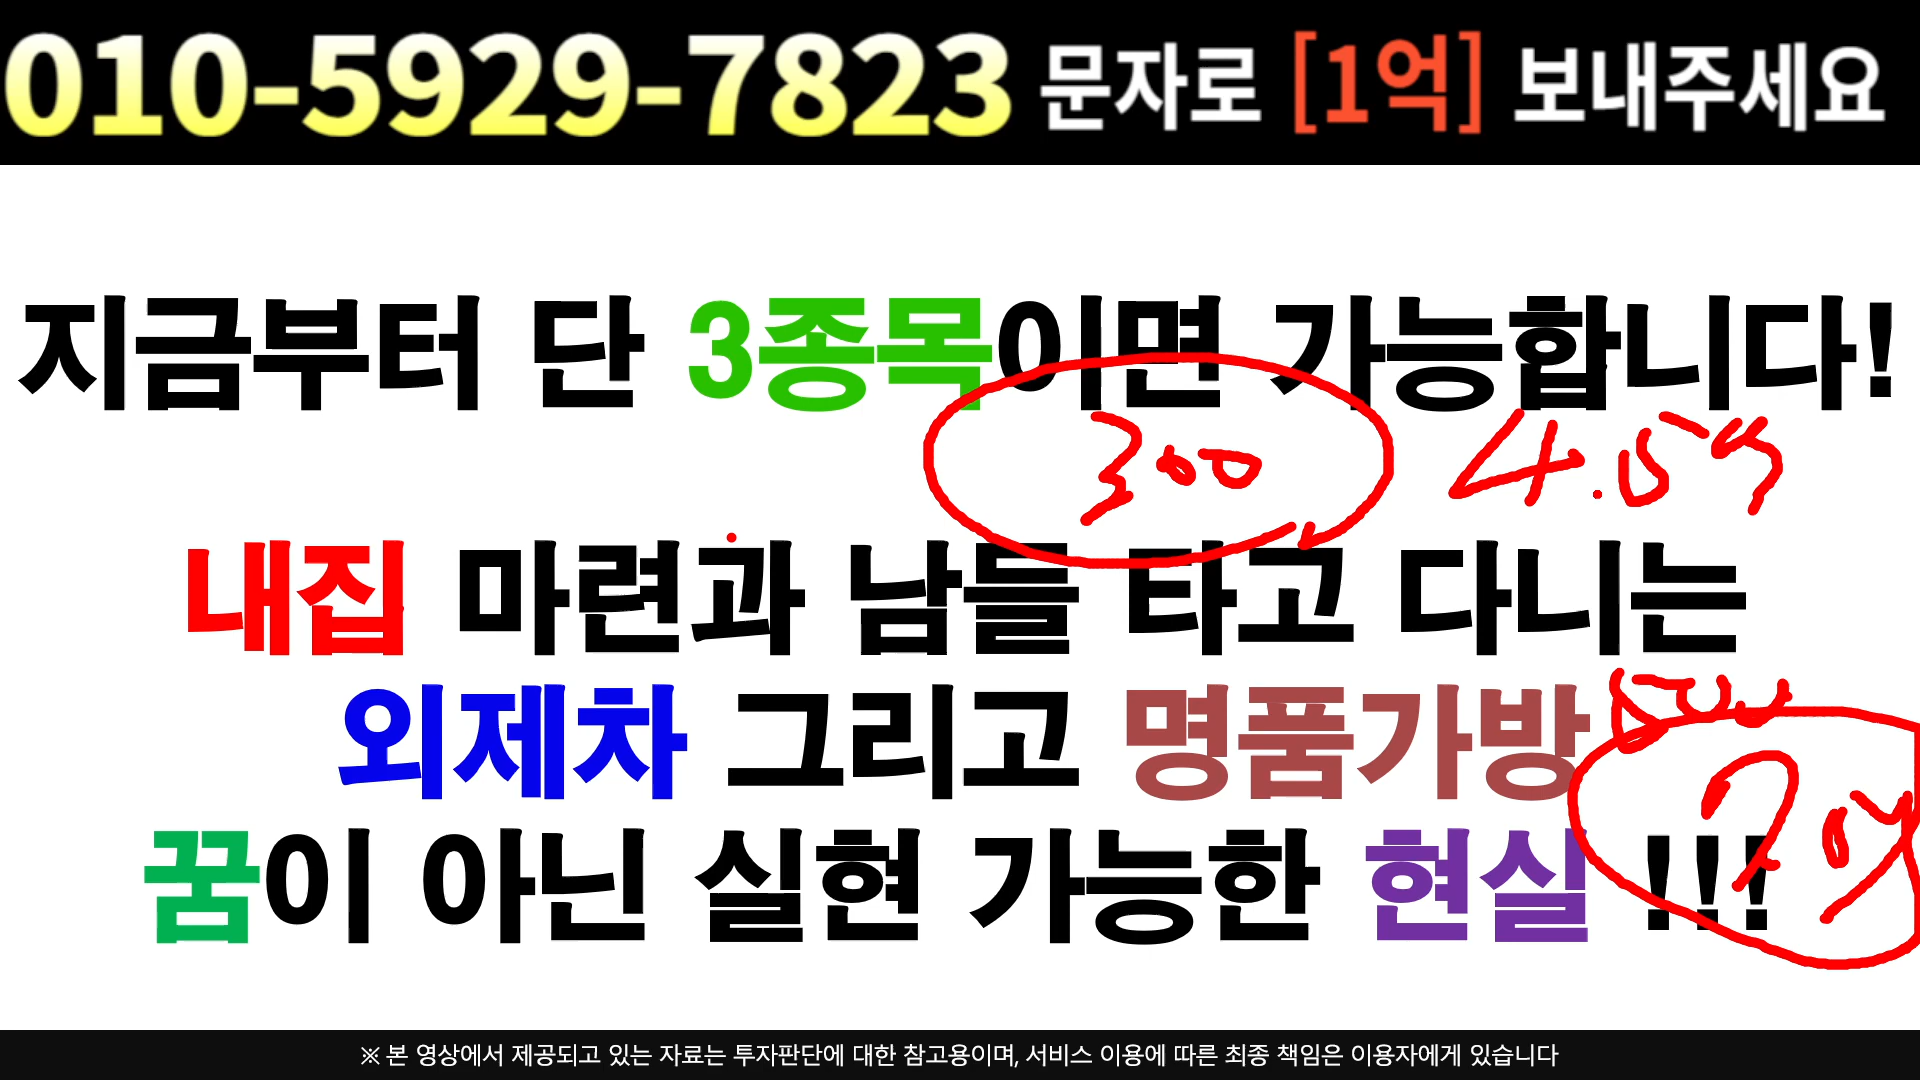 010-5929-7823 문자로 [1억] 보내주세요
지금부터 단 3종목이면 가능합니다!
300
4.5억
내집 마련과 남들 타고 다니는
외제차 그리고 명품가방
500
꿈이 아닌 실현 가능한 현실 !!!
※ 본 영상에서 제공되고 있는 자료는 투자판단에 대한 참고용이며, 서비스 이용에 따른 최종 책임은 이용자에게 있습니다